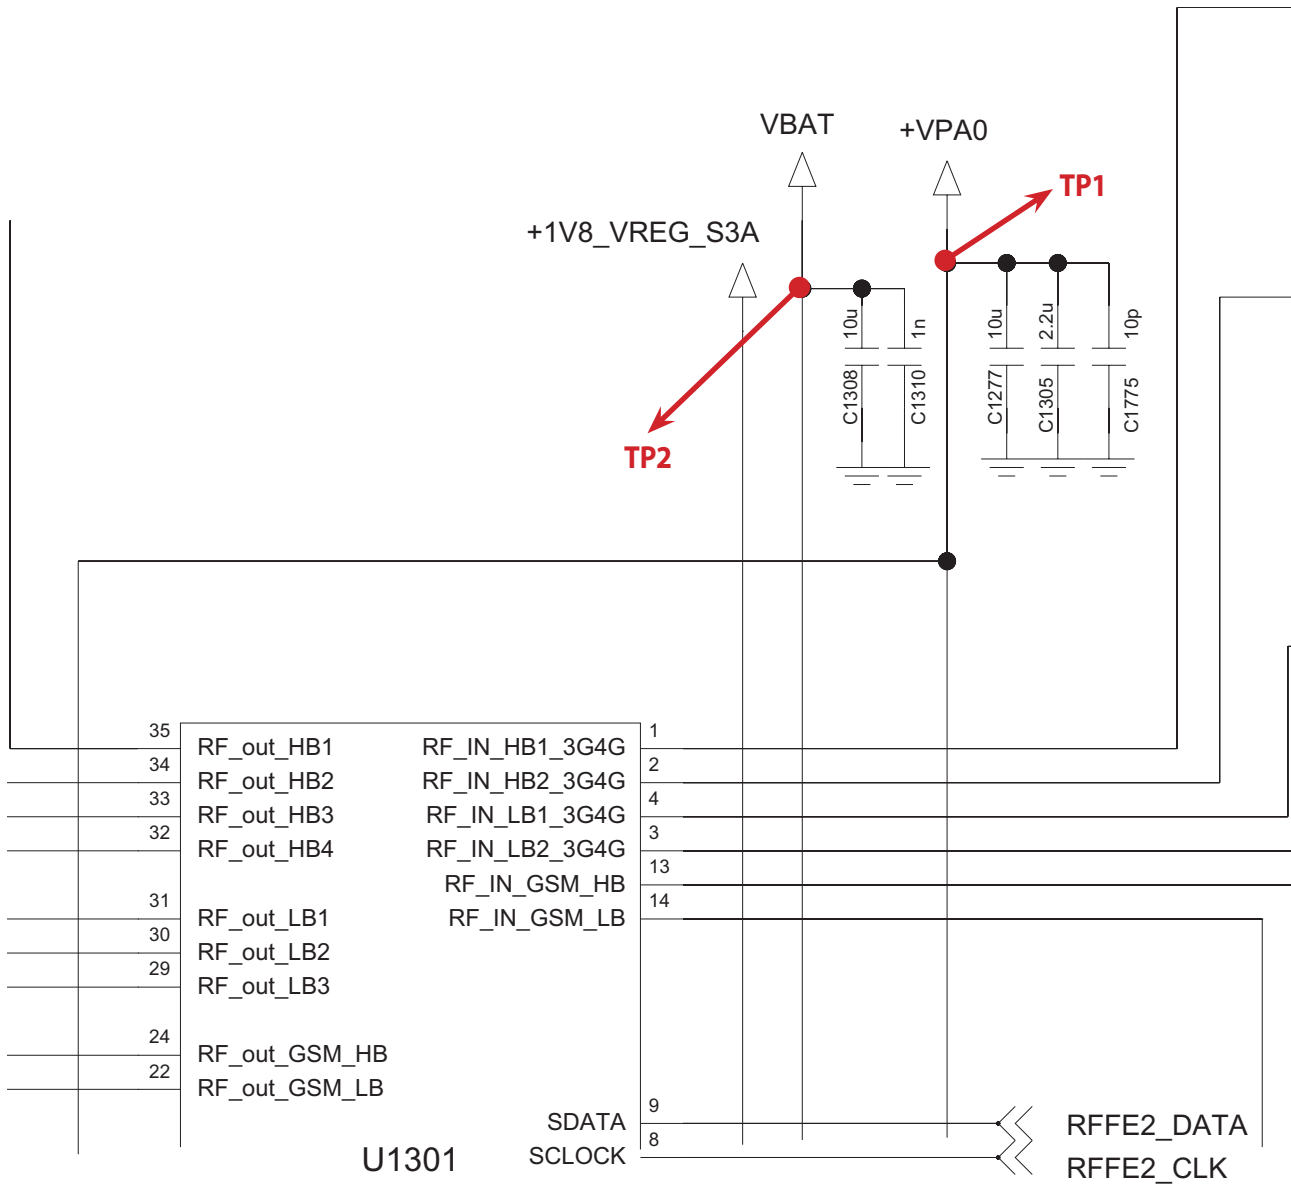 VBAT
+VPA0
TP1
+1V8_VREG_S3A
10u
1n
10u
2.2u
10p
C1308
C1310
C1277
C1305
C1775
TP2
35 RF_out_HB1 RF_IN_HB1_3G4G 1
34 RF_out_HB2 RF_IN_HB2_3G4G 2
33 RF_out_HB3 RF_IN_LB1_3G4G 4
32 RF_out_HB4 RF_IN_LB2_3G4G 3
RF_IN_GSM_HB 13
31 RF_out_LB1 RF_IN_GSM_LB 14
30 RF_out_LB2
29 RF_out_LB3
24 RF_out_GSM_HB
22 RF_out_GSM_LB
SDATA 9 RFFE2_DATA
U1301 SCLOCK 8 RFFE2_CLK